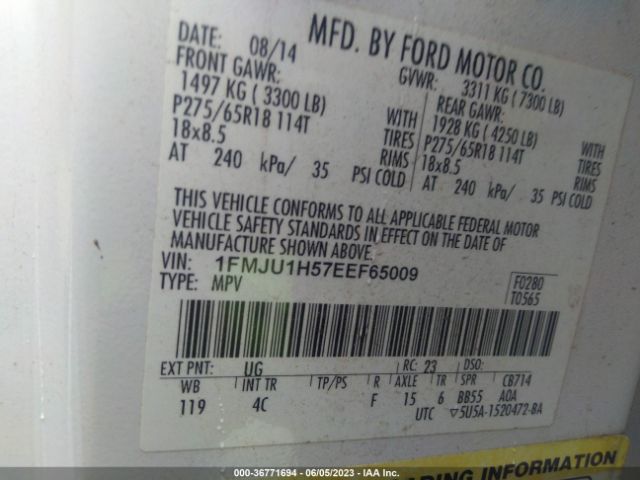 MFD. BY FORD MOTOR CO.
DATE: 08/14
GVWR: 3311 KG ( 7300 LB)
FRONT GAWR:
1497 KG ( 3300 LB)
P275/65R18 114T TIRES
18x8.5 RIMS
AT 240 kPa/ 35 PSI COLD
REAR GAWR:
1928 KG ( 4250 LB)
P275/65R18 114T TIRES
18x8.5 RIMS
AT 240 kPa/ 35 PSI COLD
THIS VEHICLE CONFORMS TO ALL APPLICABLE FEDERAL MOTOR
VEHICLE SAFETY STANDARDS IN EFFECT ON THE DATE OF
MANUFACTURE SHOWN ABOVE.
VIN: 1FMJU1H57EEF65009
TYPE: MPV
F0280
T0565
EXT PNT: UG RC: 23 DSO:
WB INT TR TP/PS R AXLE TR SPR CB714
119 4C F 15 6 BB55 AOA
UTC ▽5U5A-1520472-BA
DING INFORMATION
000-36771694 - 06/05/2023 - IAA Inc.